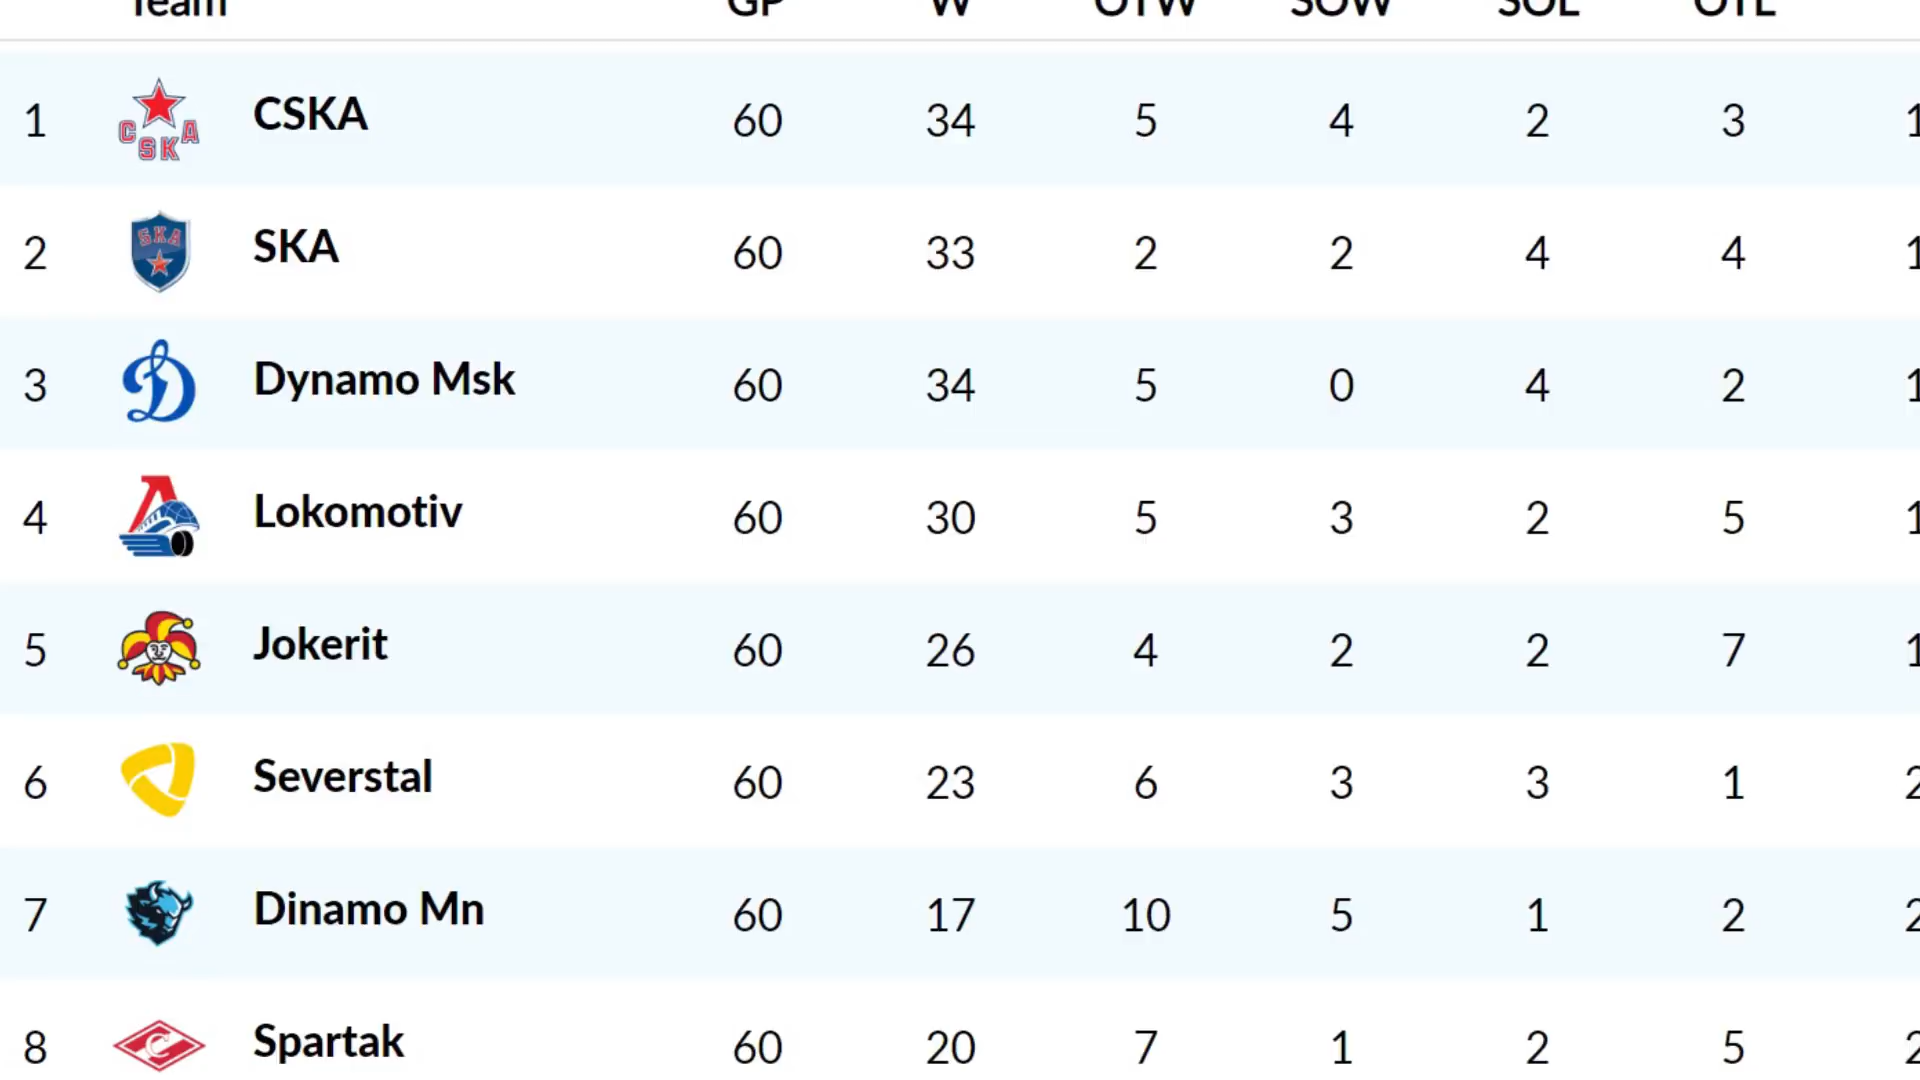 Team GP W OTW SOW SOL OTL
1 CSKA CSKA 60 34 5 4 2 3
2 SKA SKA 60 33 2 2 4 4
3 Dynamo Msk 60 34 5 0 4 2
4 Lokomotiv 60 30 5 3 2 5
5 Jokerit 60 26 4 2 2 7
6 Severstal 60 23 6 3 3 1
7 Dinamo Mn 60 17 10 5 1 2
8 Spartak 60 20 7 1 2 5